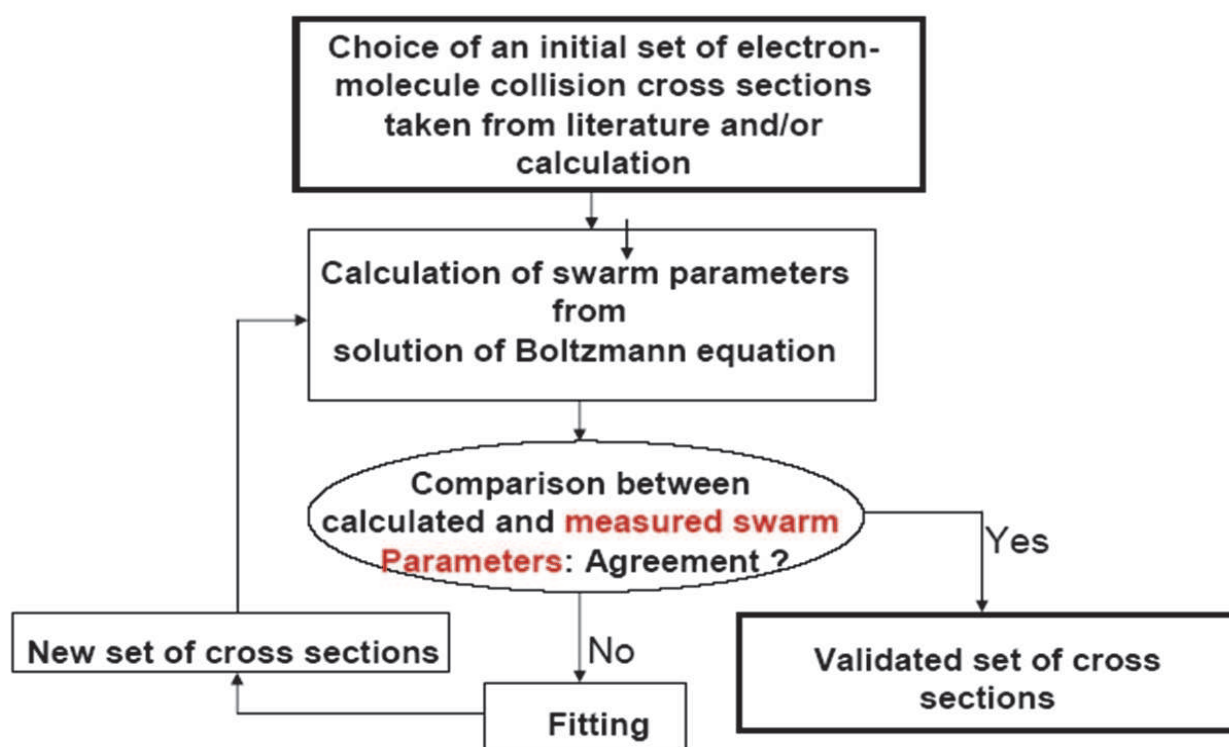 Choice of an initial set of electron-
molecule collision cross sections
taken from literature and/or
calculation
Calculation of swarm parameters
from
solution of Boltzmann equation
Comparison between
calculated and measured swarm
Parameters: Agreement ?
Yes
No
New set of cross sections
Fitting
Validated set of cross
sections